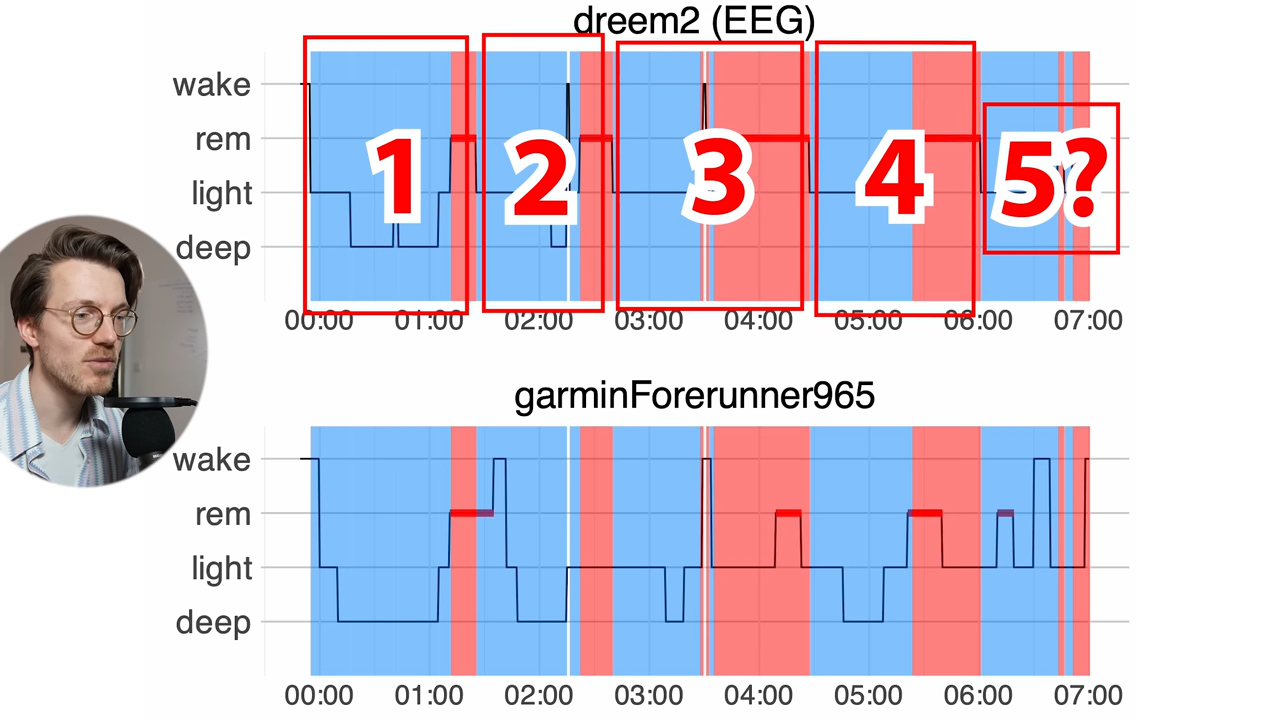 dreem2 (EEG)
wake
rem
light
deep
1
2
3
4
5?
00:00 01:00 02:00 03:00 04:00 05:00 06:00 07:00
garminForerunner965
wake
rem
light
deep
00:00 01:00 02:00 03:00 04:00 05:00 06:00 07:00